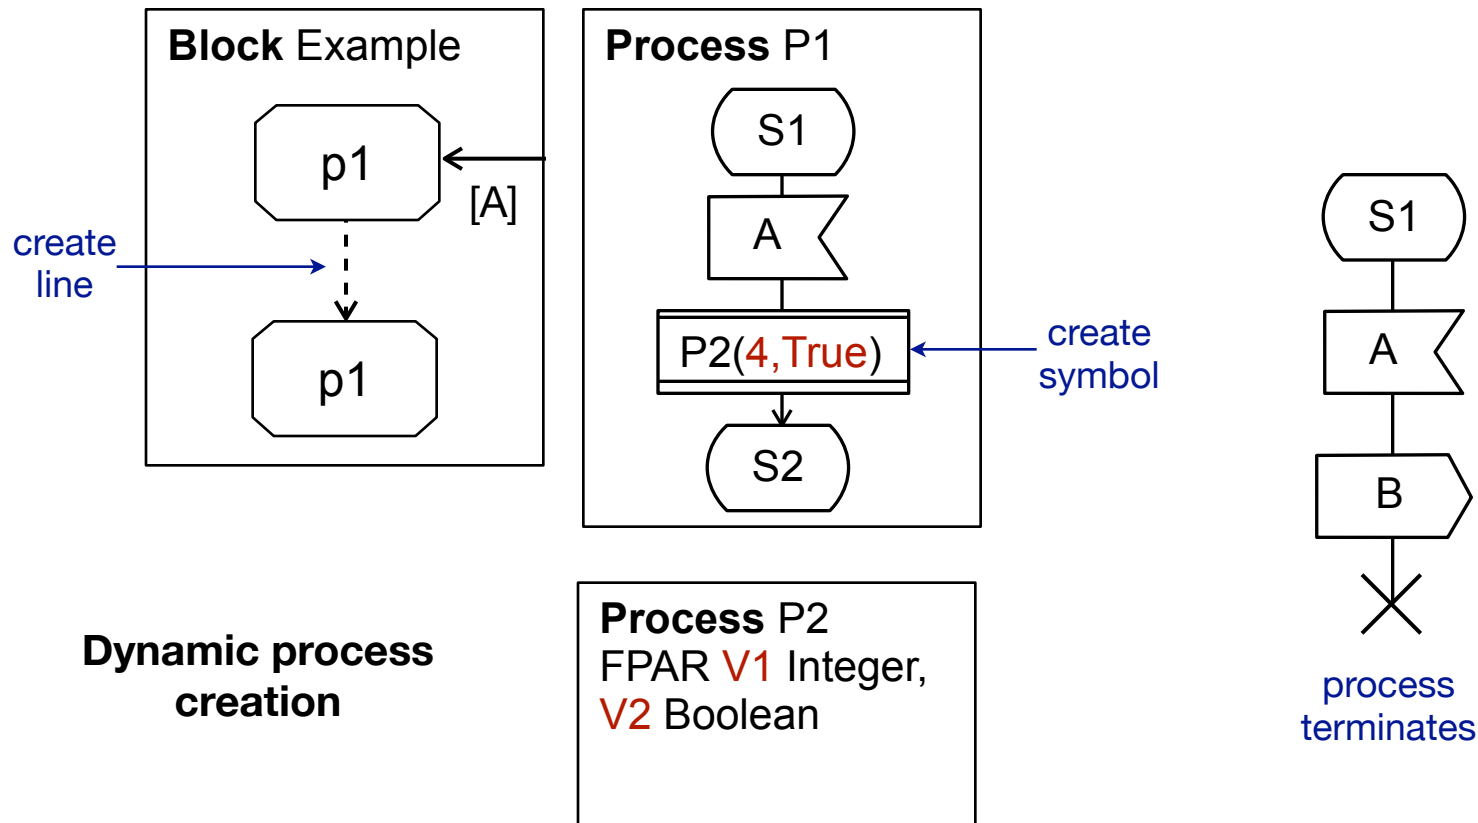 Block Example
p1
[A]
create
line
p1
Process P1
S1
A
P2(4,True)
create
symbol
S2
Process P2
FPAR V1 Integer,
V2 Boolean
Dynamic process
creation
S1
A
B
process
terminates